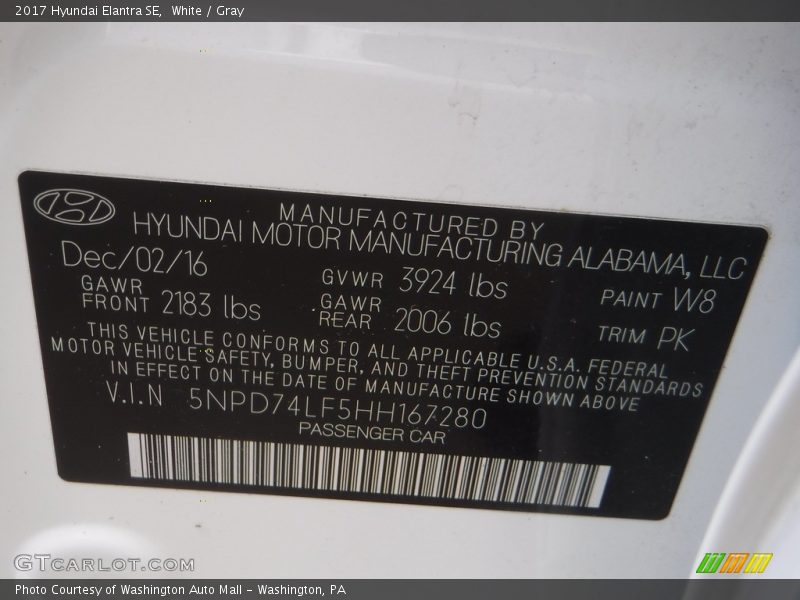 2017 Hyundai Elantra SE, White / Gray
MANUFACTURED BY
HYUNDAI MOTOR MANUFACTURING ALABAMA, LLC
Dec/02/16
GAWR FRONT 2183 lbs
GVWR 3924 lbs
GAWR REAR 2006 lbs
PAINT W8
TRIM PK
THIS VEHICLE CONFORMS TO ALL APPLICABLE U.S.A. FEDERAL
MOTOR VEHICLE SAFETY, BUMPER, AND THEFT PREVENTION STANDARDS
IN EFFECT ON THE DATE OF MANUFACTURE SHOWN ABOVE
V.I.N 5NPD74LF5HH167280
PASSENGER CAR
GTCARLOT.COM
Photo Courtesy of Washington Auto Mall - Washington, PA